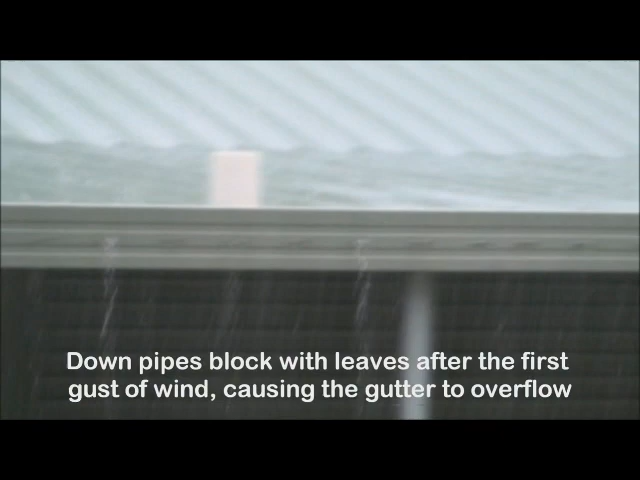 Down pipes block with leaves after the first
gust of wind, causing the gutter to overflow